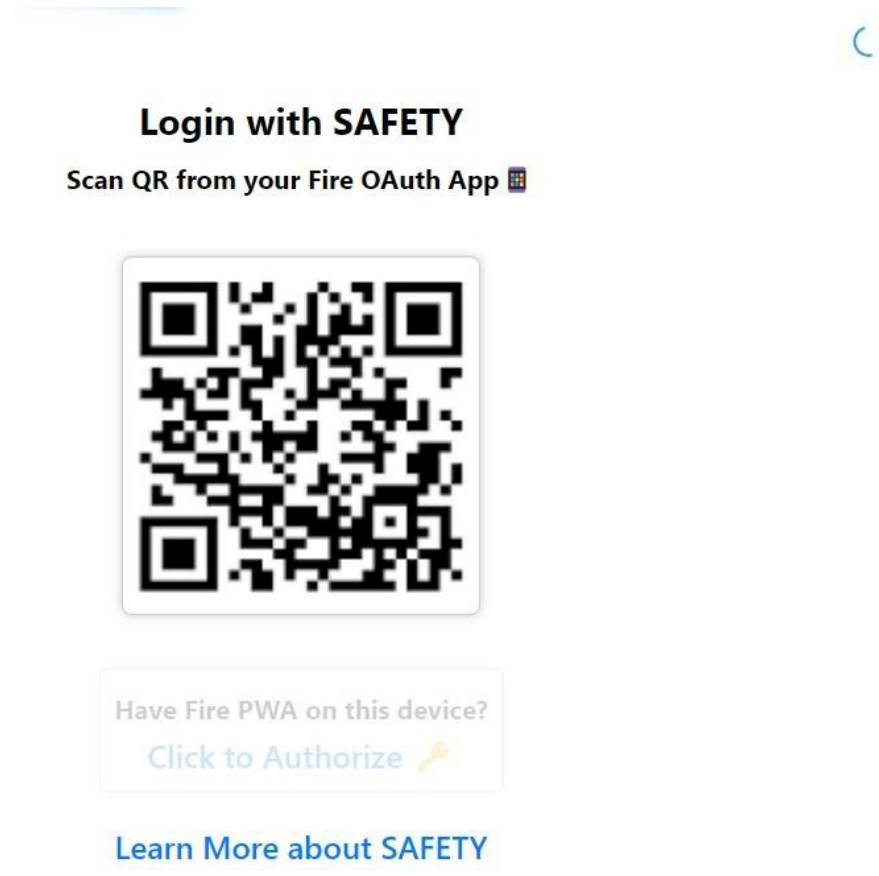 Login with SAFETY
Scan QR from your Fire OAuth App
Have Fire PWA on this device?
Click to Authorize 🔑
Learn More about SAFETY